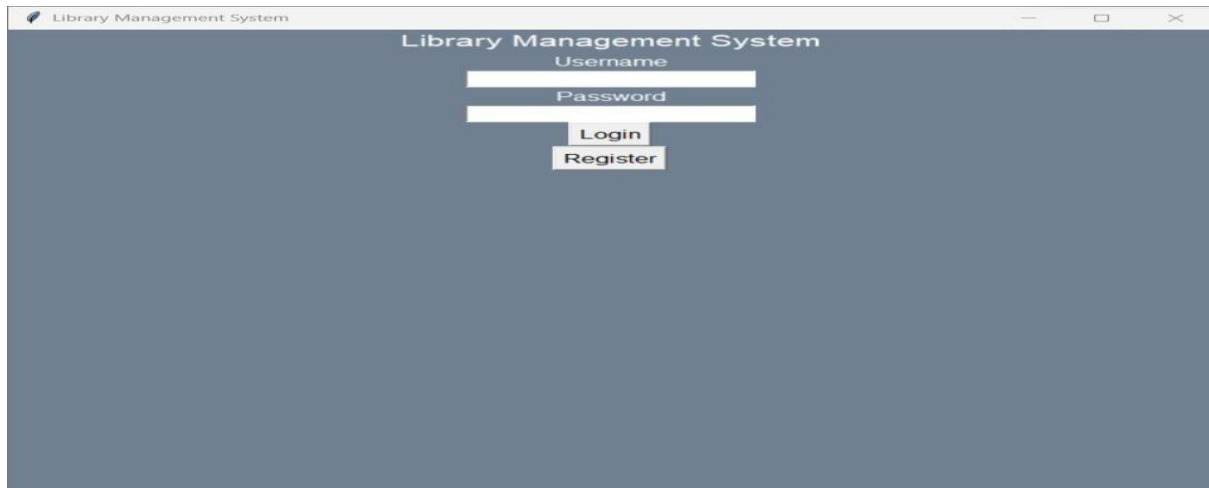 Library Management System
Library Management System
Username
Password
Login
Register